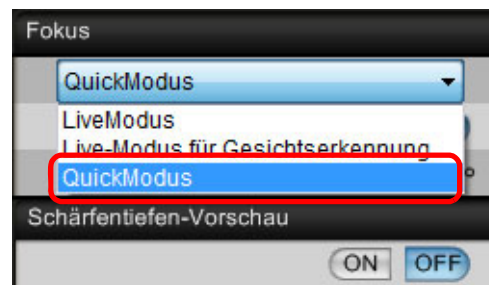 Fokus
QuickModus
LiveModus
Live-Modus für Gesichtserkennung
QuickModus
Schärfentiefen-Vorschau
ON OFF